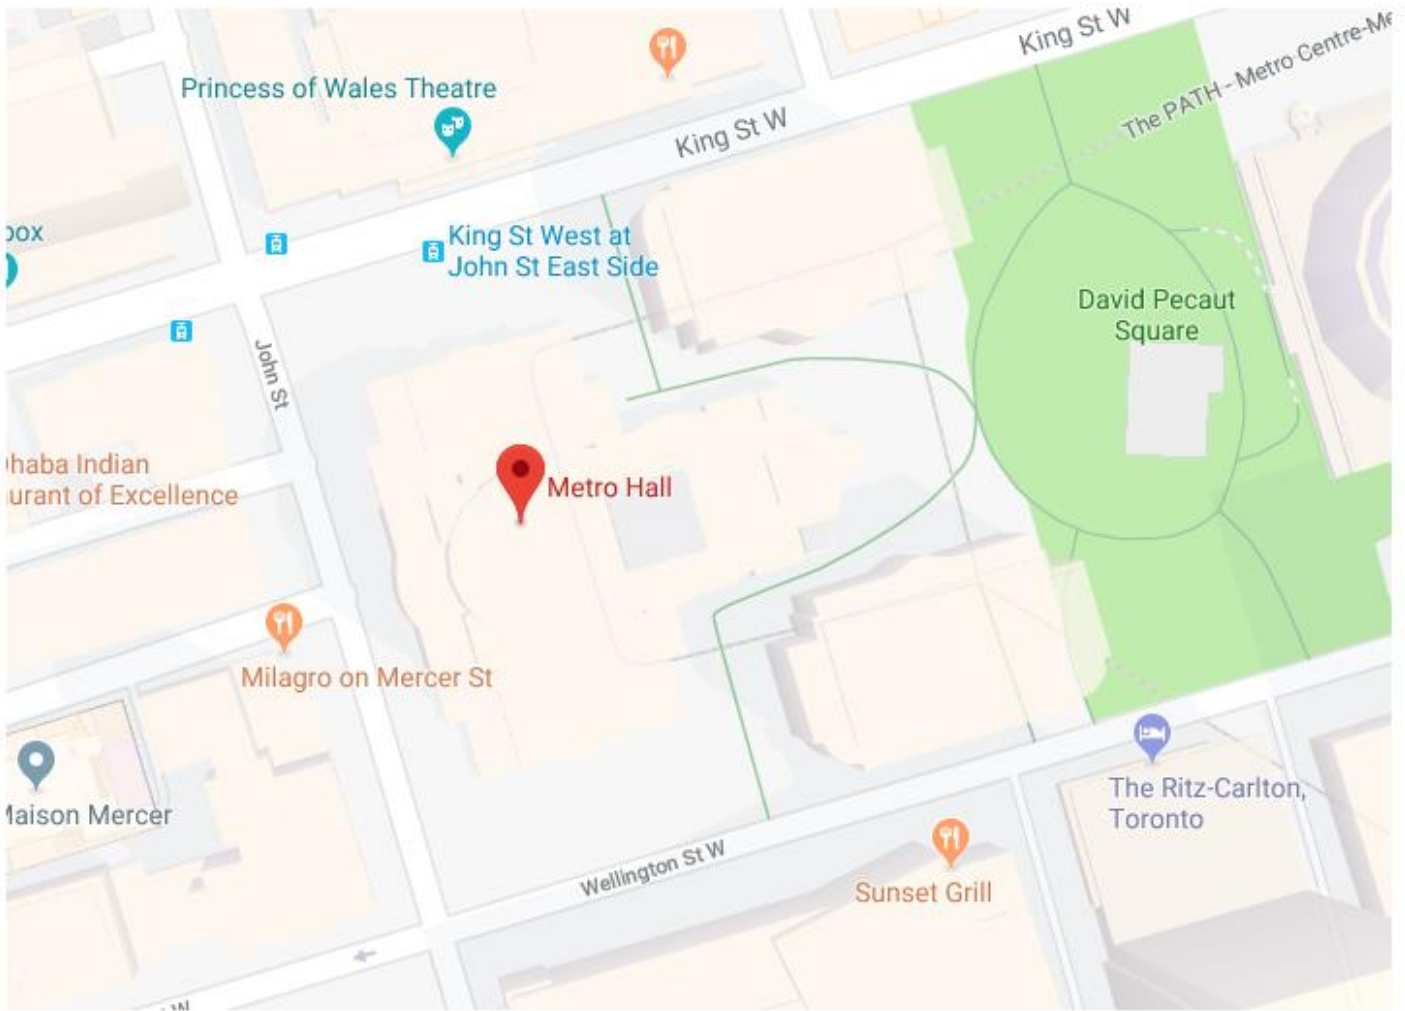 King St W
The PATH - Metro Centre-Me
Princess of Wales Theatre
King St W
box
King St West at
John St East Side
David Pecaut
Square
John St
haba Indian
urant of Excellence
Metro Hall
Milagro on Mercer St
Maison Mercer
The Ritz-Carlton,
Toronto
Wellington St W
Sunset Grill
W